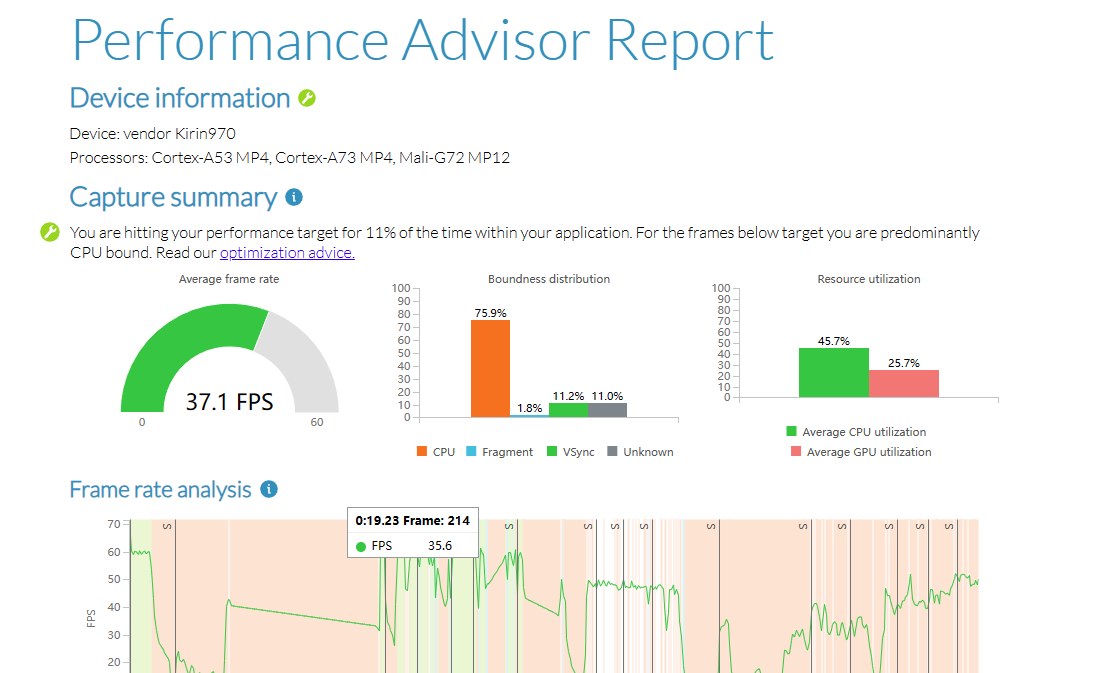 Performance Advisor Report
Device information
Device: vendor Kirin970
Processors: Cortex-A53 MP4, Cortex-A73 MP4, Mali-G72 MP12
Capture summary
You are hitting your performance target for 11% of the time within your application. For the frames below target you are predominantly
CPU bound. Read our optimization advice.
Average frame rate
37.1 FPS
0
60
Boundness distribution
100
90
80
70
60
50
40
30
20
10
0
75.9%
1.8%
11.2%
11.0%
CPU
Fragment
VSync
Unknown
Resource utilization
100
90
80
70
60
50
40
30
20
10
0
45.7%
25.7%
Average CPU utilization
Average GPU utilization
Frame rate analysis
0:19.23 Frame: 214
FPS 35.6
70
60
50
40
30
20
FPS
S
S
S
S
S
S
S
S
S
S
S